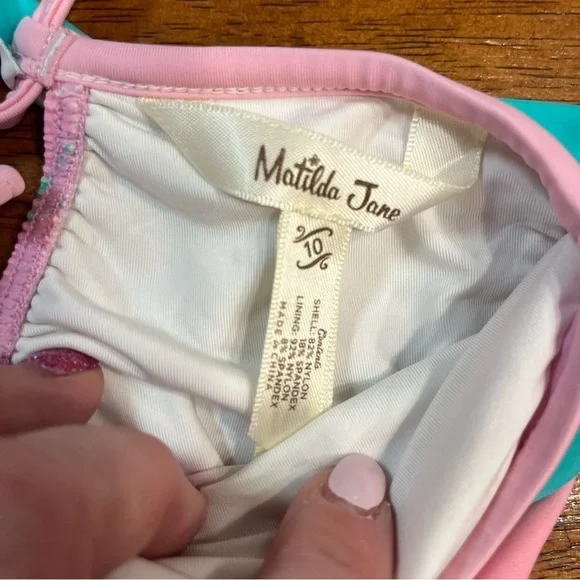 Matilda Jane
10
Contents
SHELL: 82% NYLON
18% SPANDEX
LINING: 92% NYLON
8% SPANDEX
MADE in CHINA